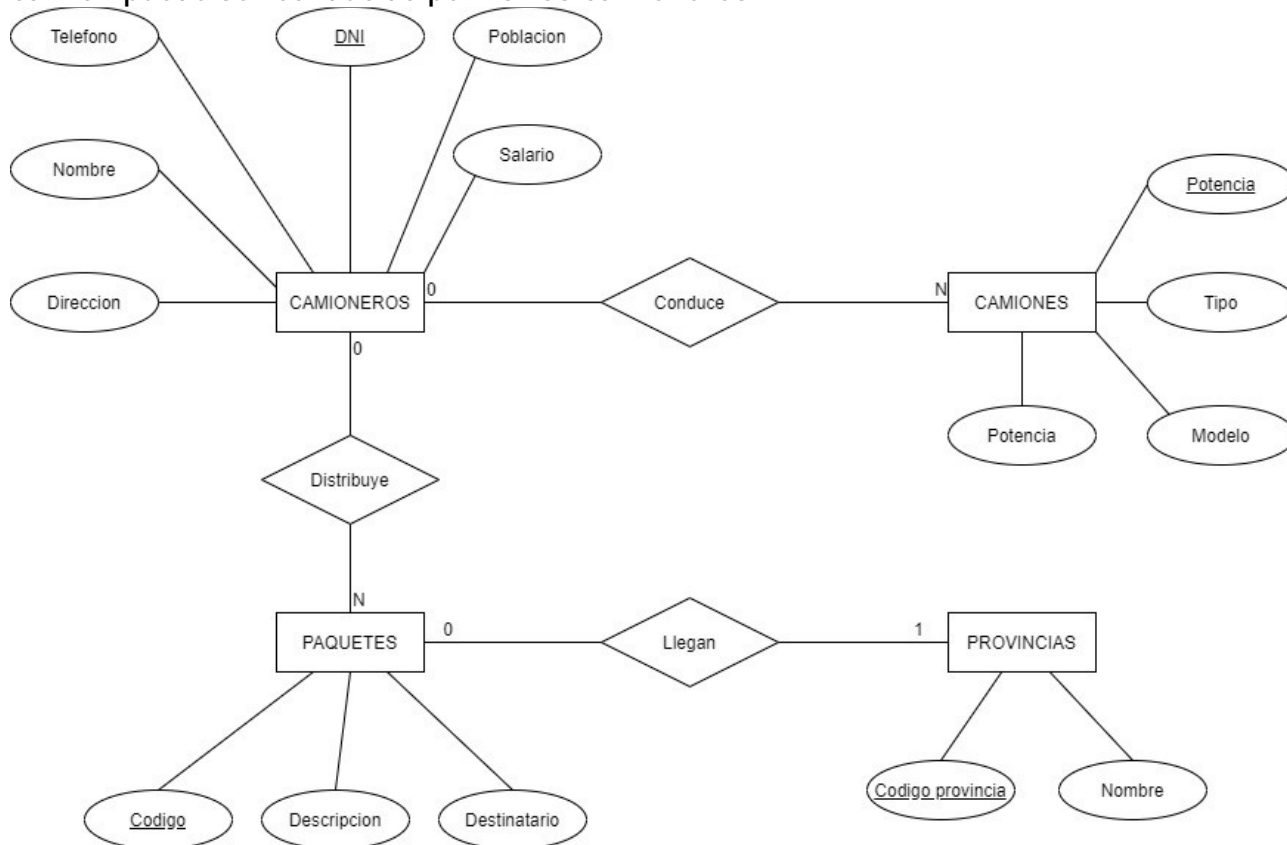 Telefono
DNI
Poblacion
Nombre
Salario
Potencia
Direccion
CAMIONEROS
0
Conduce
N
CAMIONES
Tipo
0
Potencia
Modelo
Distribuye
N
PAQUETES
0
Llegan
1
PROVINCIAS
Codigo
Descripcion
Destinatario
Codigo provincia
Nombre